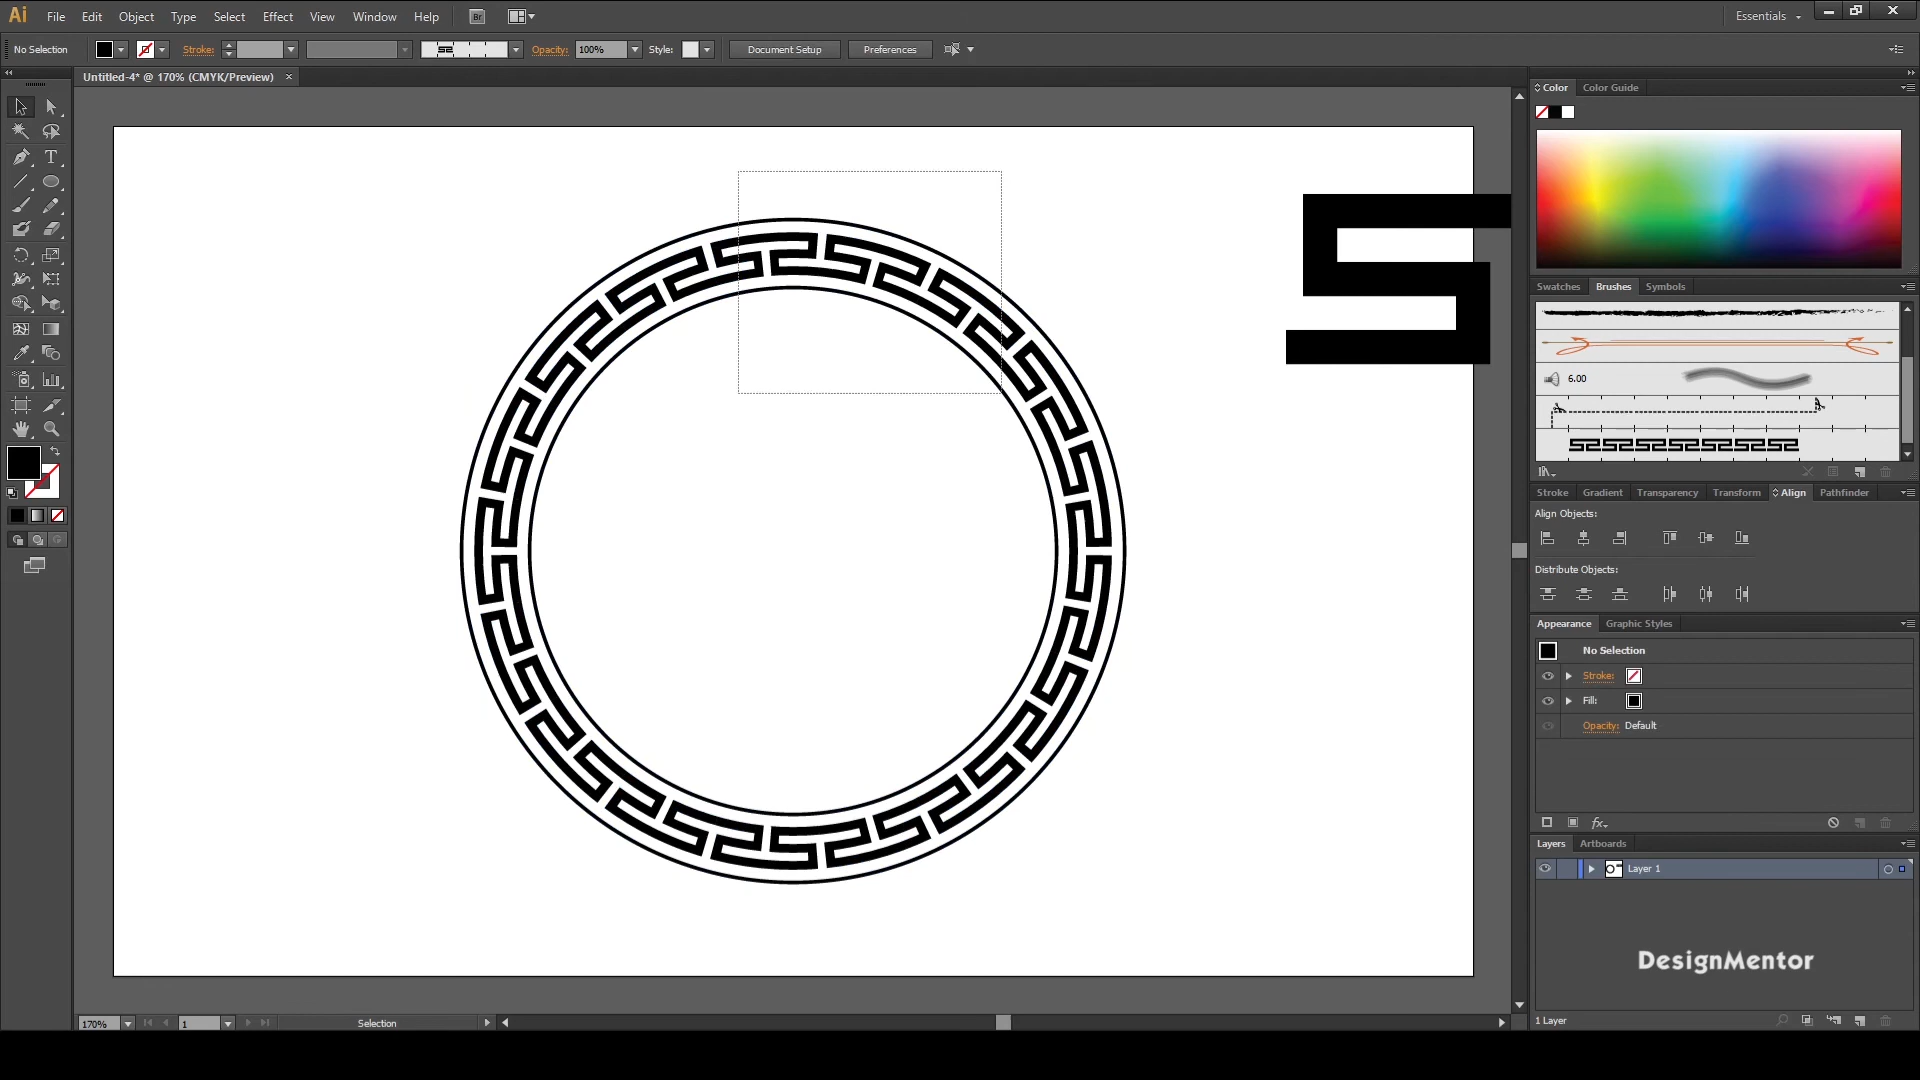 Ai File Edit Object Type Select Effect View Window Help Br Essentials
No Selection Stroke: Opacity: 100% Style: Document Setup Preferences
Untitled-4* @ 170% (CMYK/Preview) ×
Color Color Guide
T
Swatches Brushes Symbols
6.00
Stroke Gradient Transparency Transform Align Pathfinder
Align Objects:
Distribute Objects:
Appearance Graphic Styles
No Selection
Stroke:
Fill:
Opacity: Default
fx
Layers Artboards
Layer 1
DesignMentor
170% 1 Selection
1 Layer